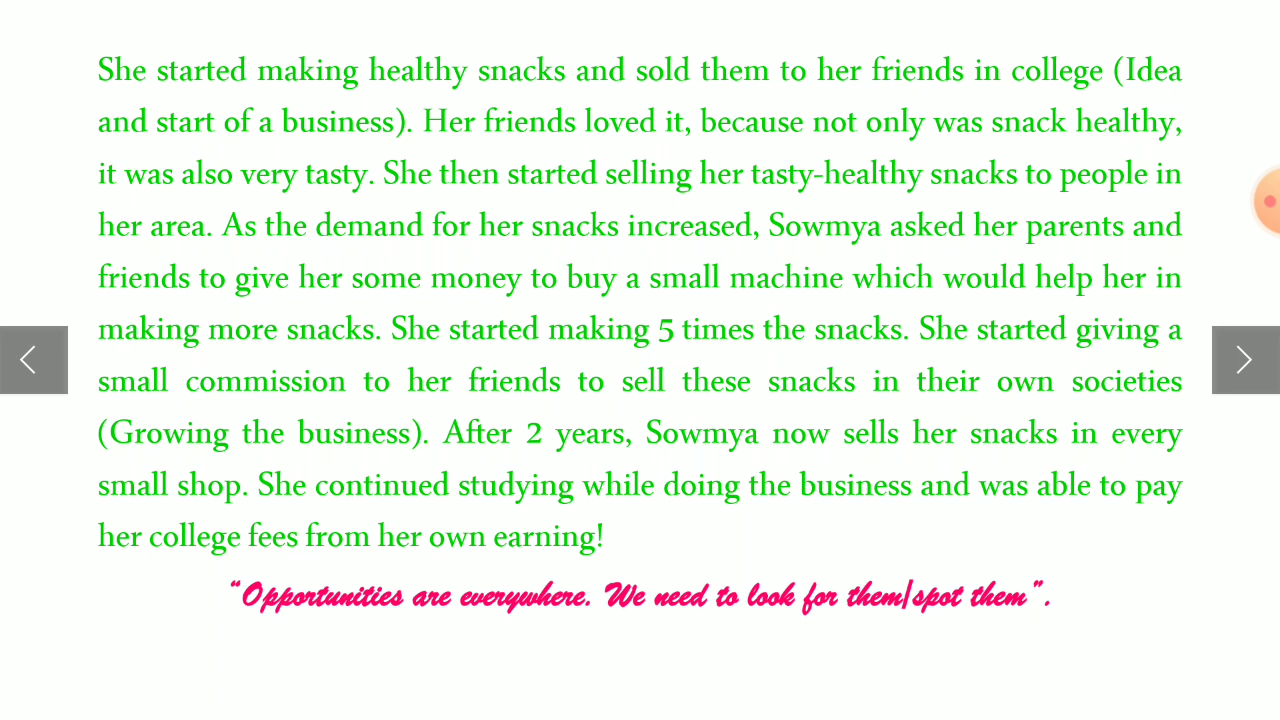 She started making healthy snacks and sold them to her friends in college (Idea
and start of a business). Her friends loved it, because not only was snack healthy,
it was also very tasty. She then started selling her tasty-healthy snacks to people in
her area. As the demand for her snacks increased, Sowmya asked her parents and
friends to give her some money to buy a small machine which would help her in
making more snacks. She started making 5 times the snacks. She started giving a
small commission to her friends to sell these snacks in their own societies
(Growing the business). After 2 years, Sowmya now sells her snacks in every
small shop. She continued studying while doing the business and was able to pay
her college fees from her own earning!
“Opportunities are everywhere. We need to look for them/spot them”.